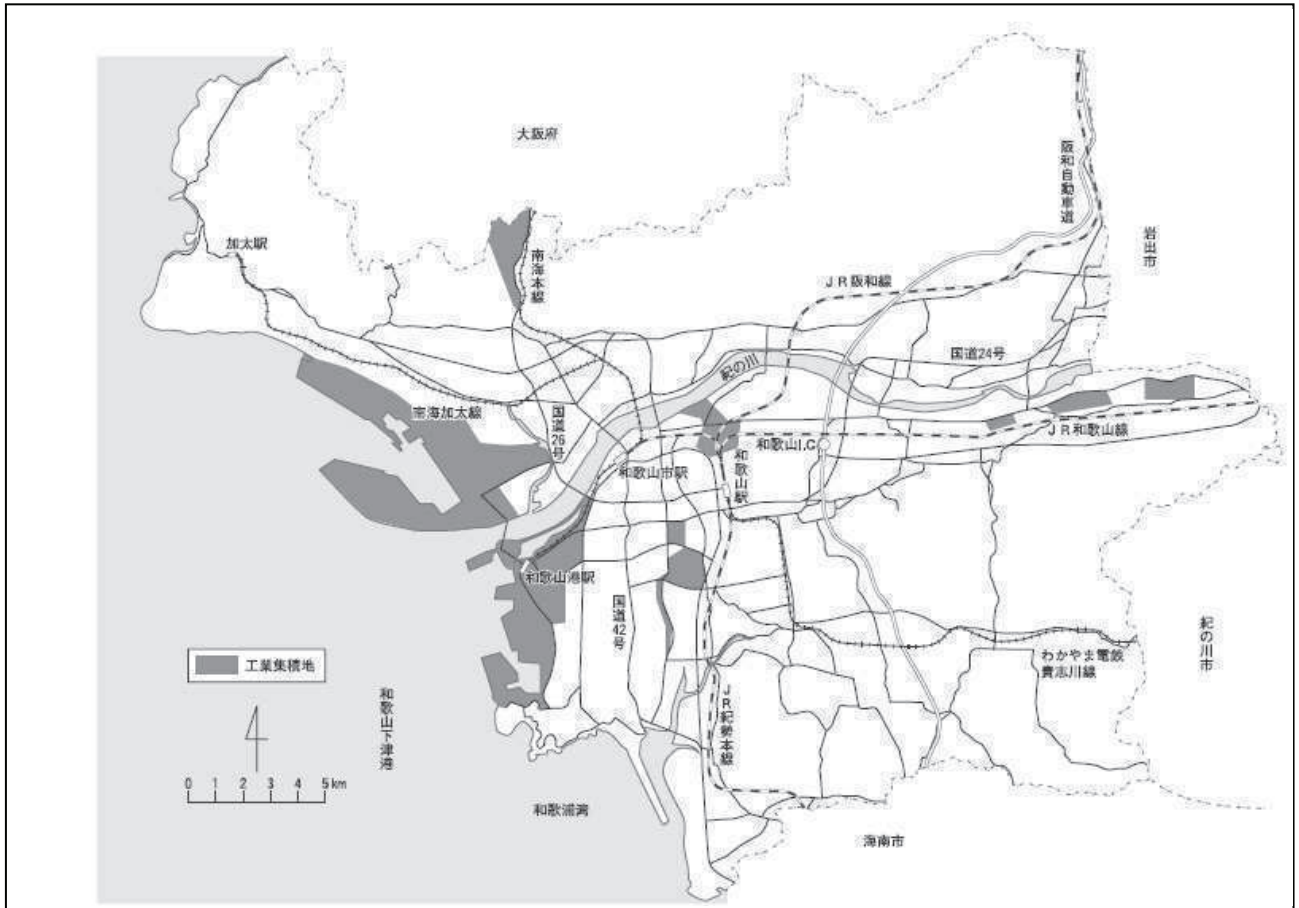 大阪府
阪和自動車道
岩出市
加太駅
南海本線
JR阪和線
国道24号
紀の川
南海加太線
国道26号
JR和歌山線
和歌山I.C
和歌山市駅
和歌山駅
和歌山港駅
国道42号
紀の川市
わかやま電鉄
貴志川線
工業集積地
和歌山下津港
JR紀勢本線
0 1 2 3 4 5km
和歌浦湾
海南市